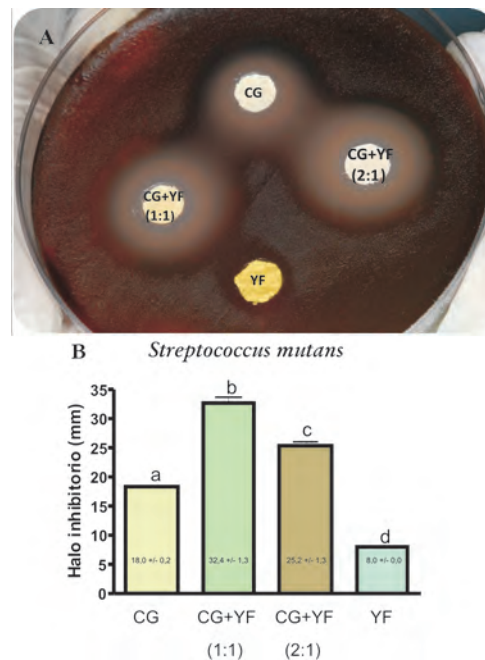 A
CG
CG+YF
(2:1)
CG+YF
(1:1)
YF
B Streptococcus mutans
Halo inhibitorio (mm)
35
30
25
20
15
10
5
0
a
b
c
d
18,0 +/- 0,2
32,4 +/- 1,3
25,2 +/- 1,3
8,0 +/- 0,0
CG CG+YF CG+YF YF
(1:1) (2:1)